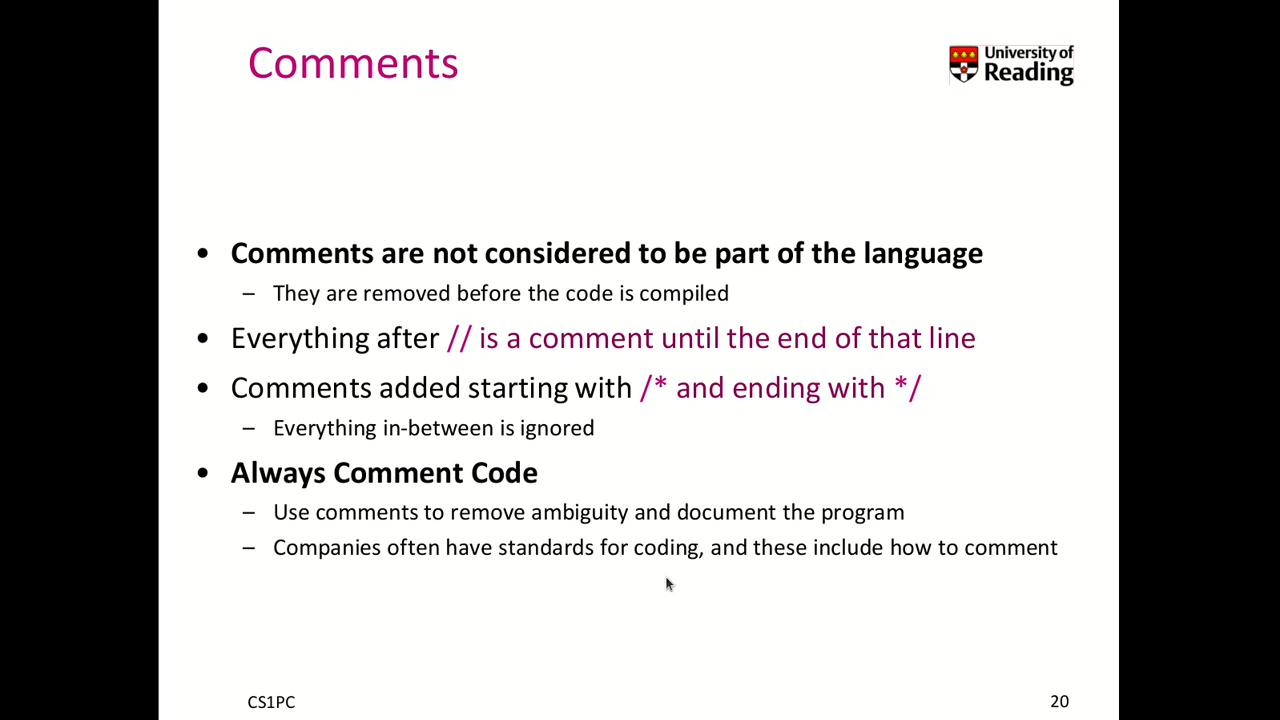 Comments
University of
Reading
• Comments are not considered to be part of the language
– They are removed before the code is compiled
• Everything after // is a comment until the end of that line
• Comments added starting with /* and ending with */
– Everything in-between is ignored
• Always Comment Code
– Use comments to remove ambiguity and document the program
– Companies often have standards for coding, and these include how to comment
CS1PC
20